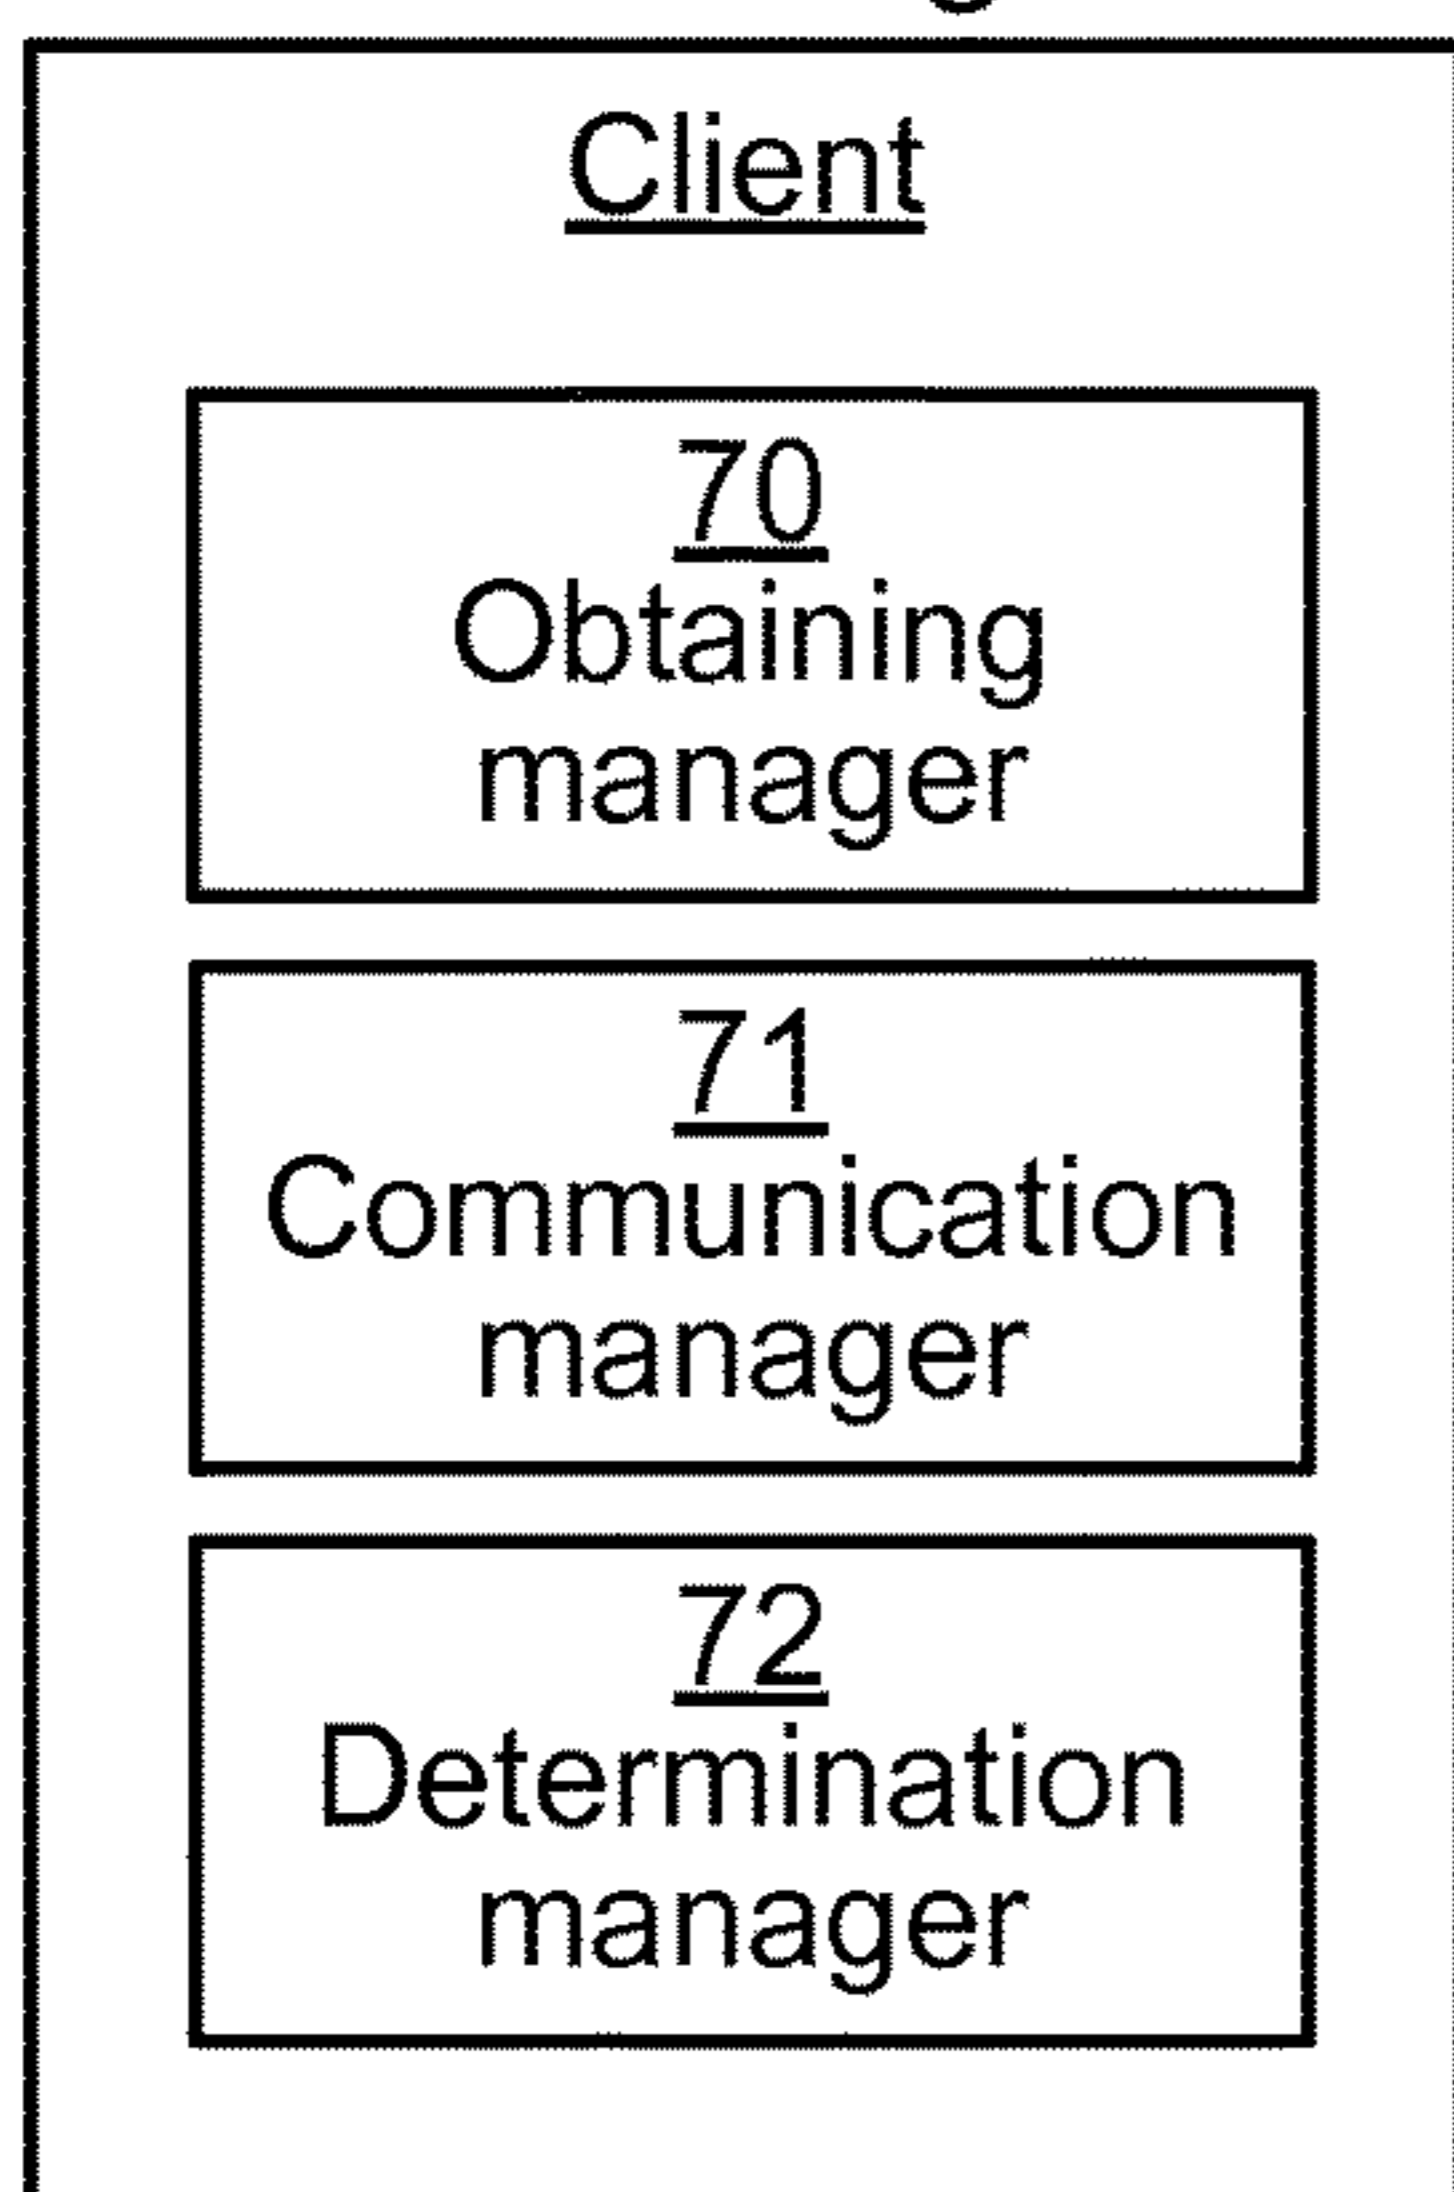 Client
70
Obtaining
manager
71
Communication
manager
72
Determination
manager